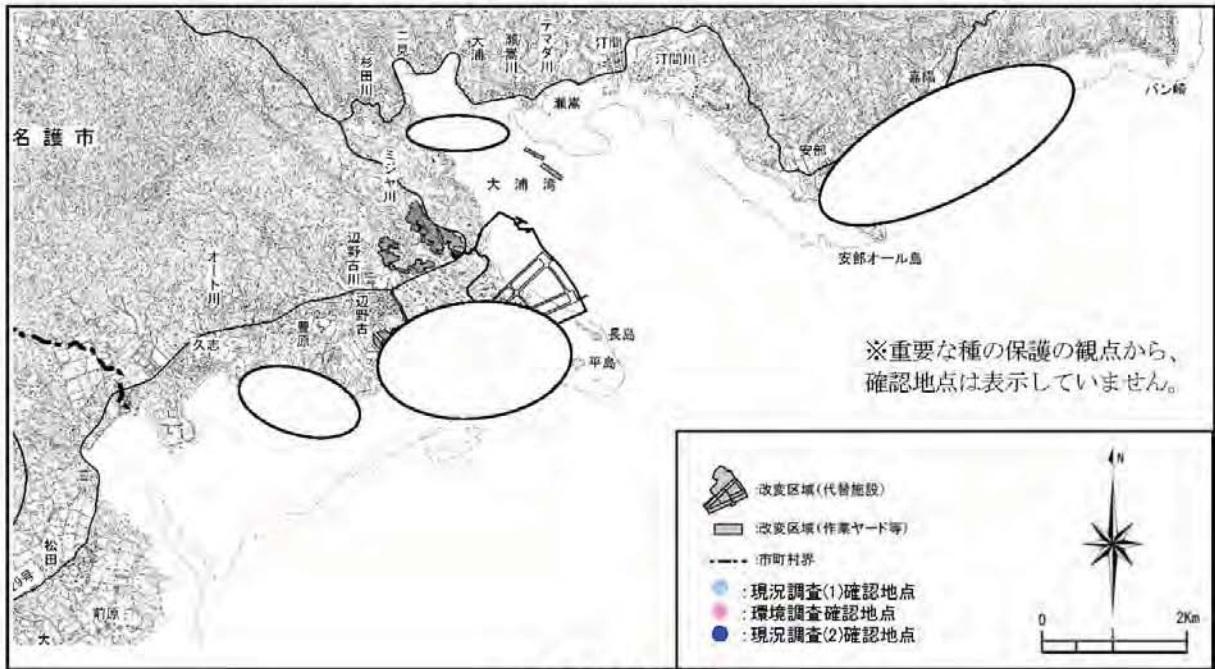 二見
大浦
瀬嵩川
テマダ川
汀間
汀間川
嘉陽
バン崎
杉田川
瀬嵩
名護市
安部
ミジャ川
大浦湾
安部オール島
辺野古川
オートリ川
辺野古
豊原
久志
長島
平島
※重要な種の保護の観点から、
確認地点は表示していません。
:改変区域(代替施設)
:改変区域(作業ヤード等)
:市町村界
:現況調査(1)確認地点
:環境調査確認地点
:現況調査(2)確認地点
N
0 2Km
松田
29号
前原
大